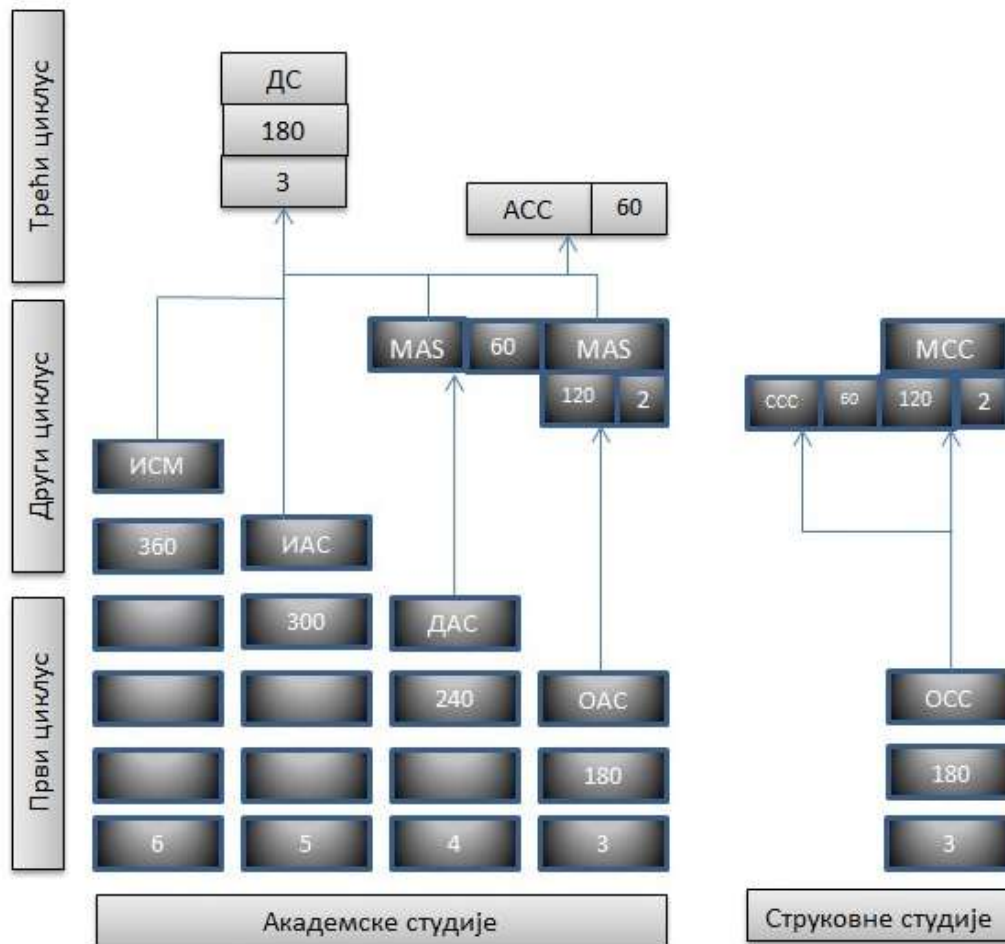 Трећи циклус
ДС
180
3
АСС 60
Други циклус
MAS 60 MAS
120 2
МСС
ССС 60 120 2
ИСМ
360 ИАС
Први циклус
300 ДАС
240 ОАС ОСС
180 180
6 5 4 3 3
Академске студије
Струковне студије